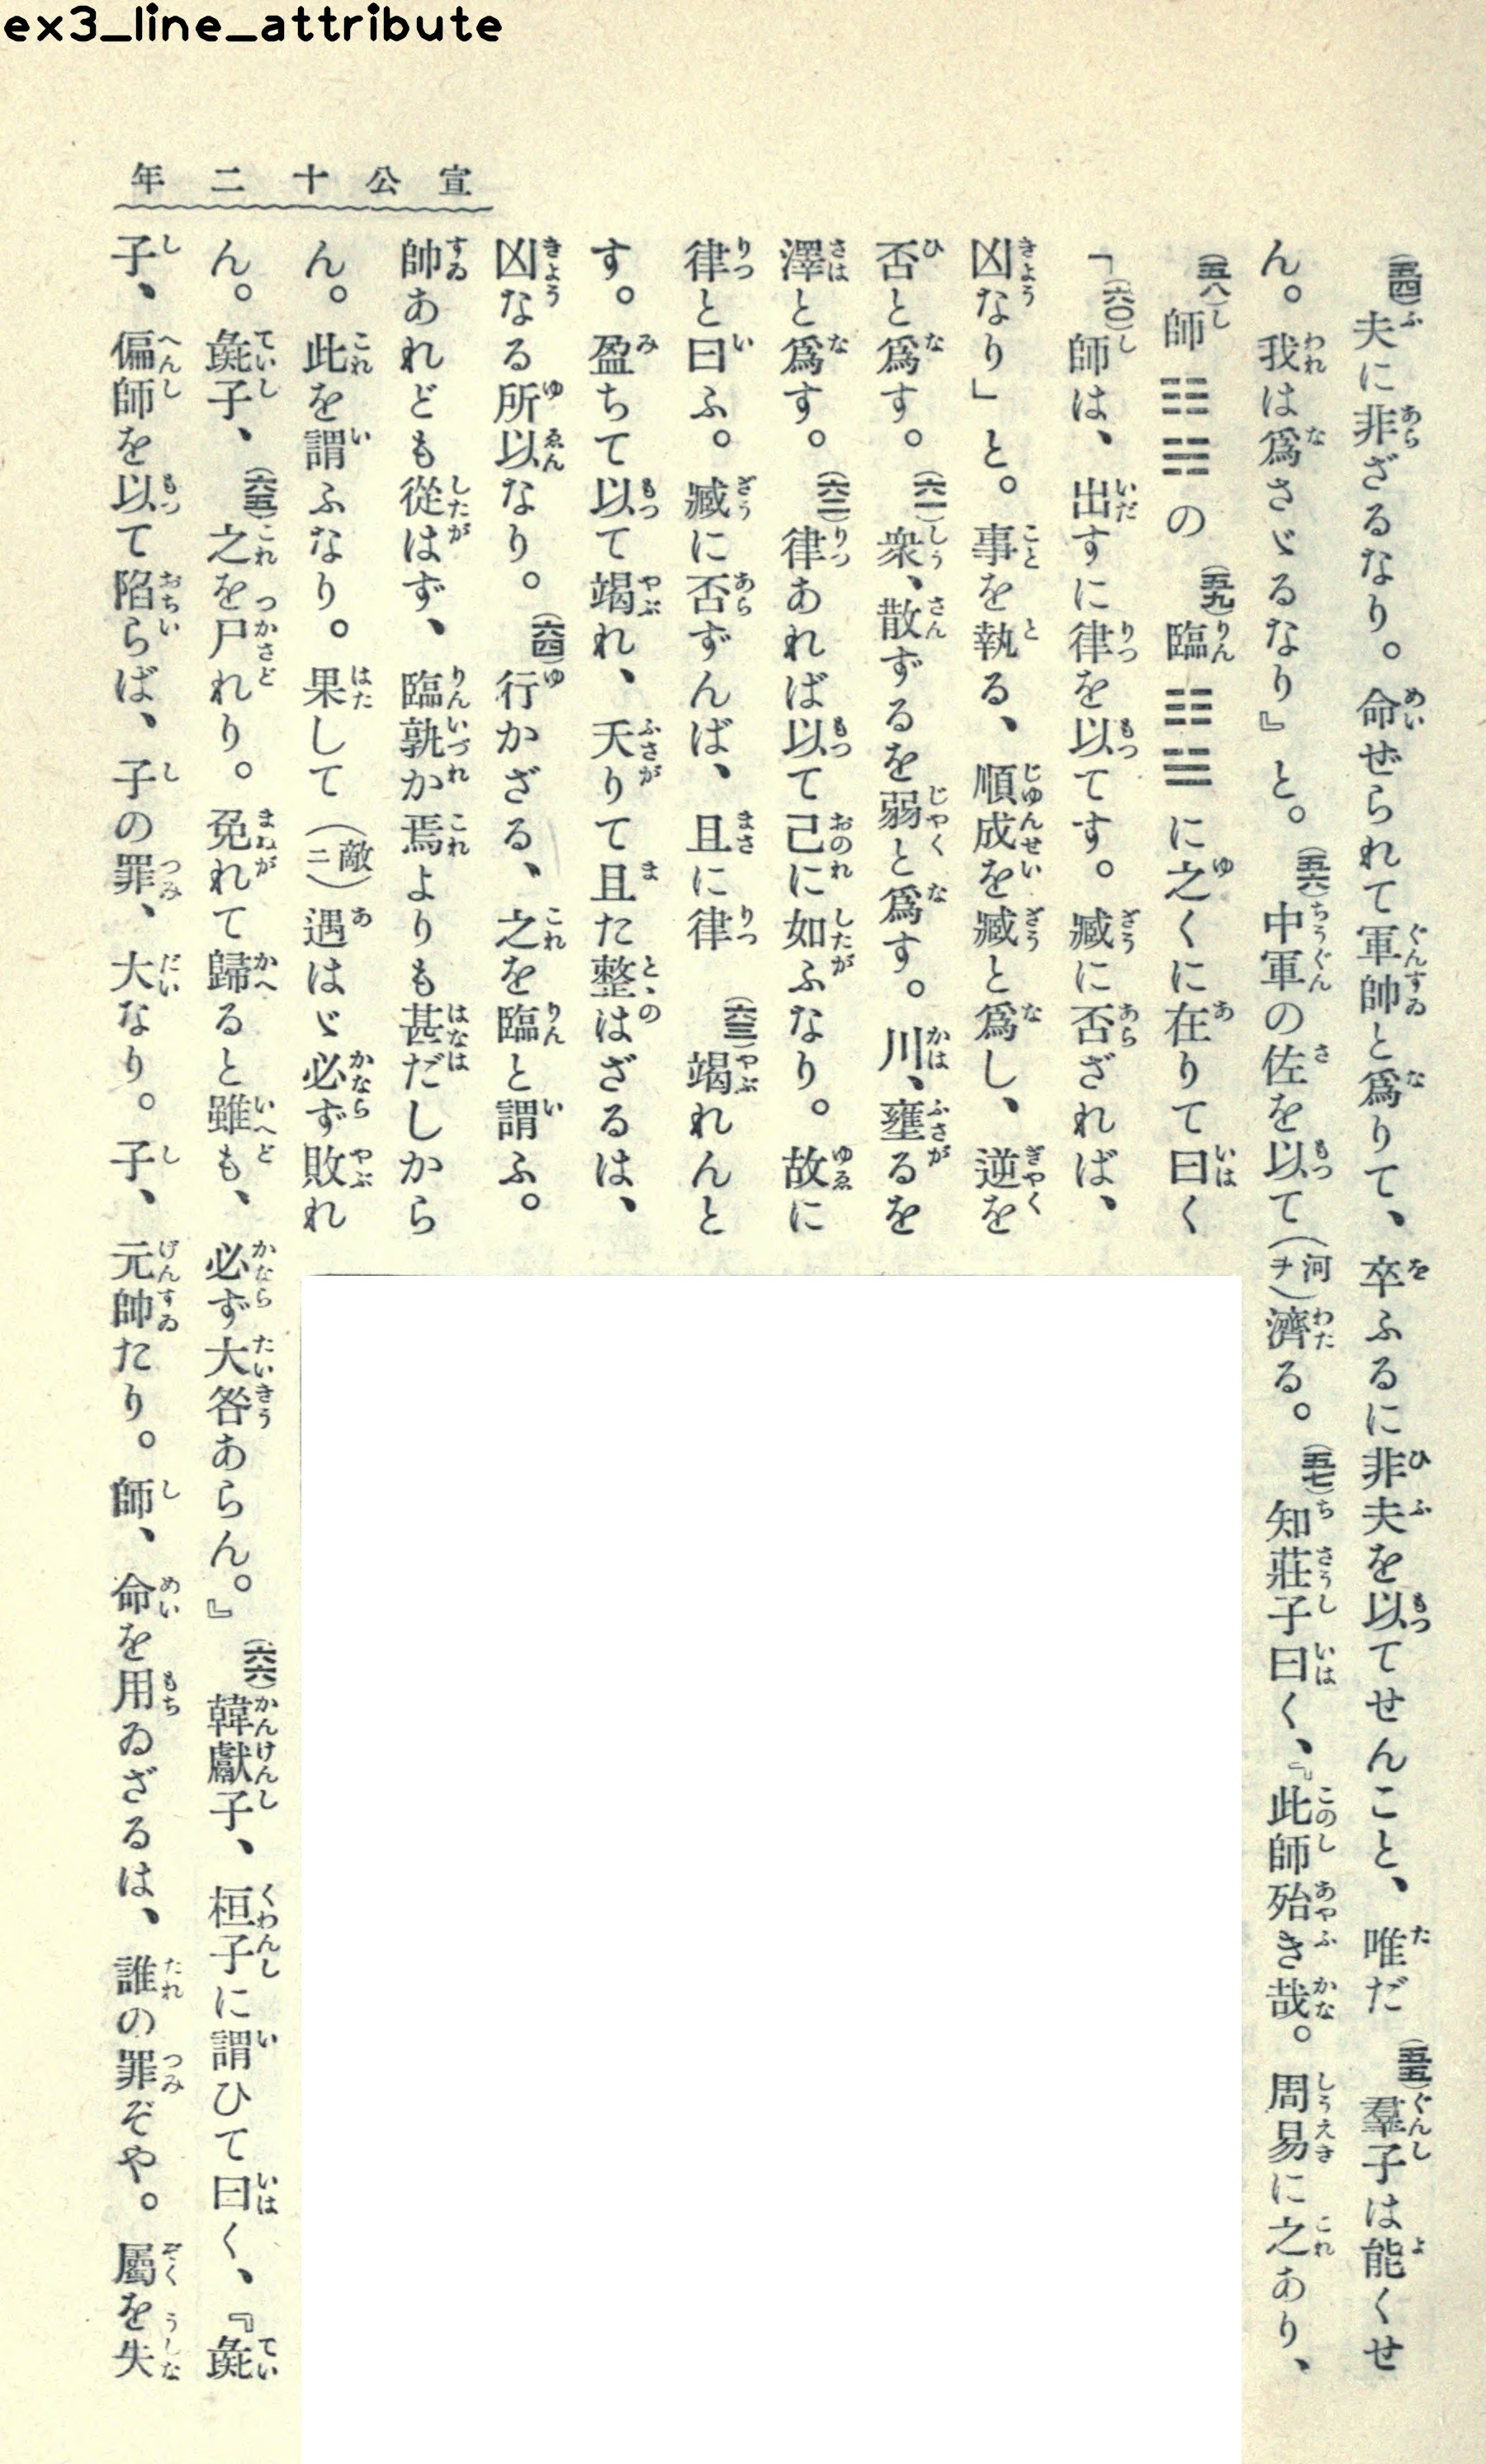 ex3_line_attribute
宣公十二年
(五四)夫に非ざるなり。命ぜられて軍帥と爲りて、卒ふるに非夫を以てせんこと、唯だ(五五)羣子は能くせ
ん。我は爲さゞるなり』と。(五六)中軍の佐を以て(河ヲ)濟る。(五七)知莊子曰く、『此師殆き哉。周易に之あり、
(五八)師䷆の(五九)臨䷒に之くに在りて曰く
「(六〇)師は、出すに律を以てす。臧に否ざれば、
凶なり」と。事を執る、順成を臧と爲し、逆を
否と爲す。(六一)衆、散ずるを弱と爲す。川、壅るを
澤と爲す。(六二)律あれば以て己に如ふなり。故に
律と曰ふ。臧に否ずんば、且に律(六三)竭れんと
す。盈ちて以て竭れ、夭りて且た整はざるは、
凶なる所以なり。(六四)行かざる、之を臨と謂ふ。
帥あれども從はず、臨孰か焉よりも甚だしから
ん。此を謂ふなり。果して(敵ニ)遇はゞ必ず敗れ
ん。彘子、(六五)之を尸れり。免れて歸ると雖も、必ず大咎あらん。』(六六)韓獻子、桓子に謂ひて曰く、『彘
子、偏師を以て陷らば、子の罪、大なり。子、元帥たり。師、命を用ゐざるは、誰の罪ぞや。屬を失